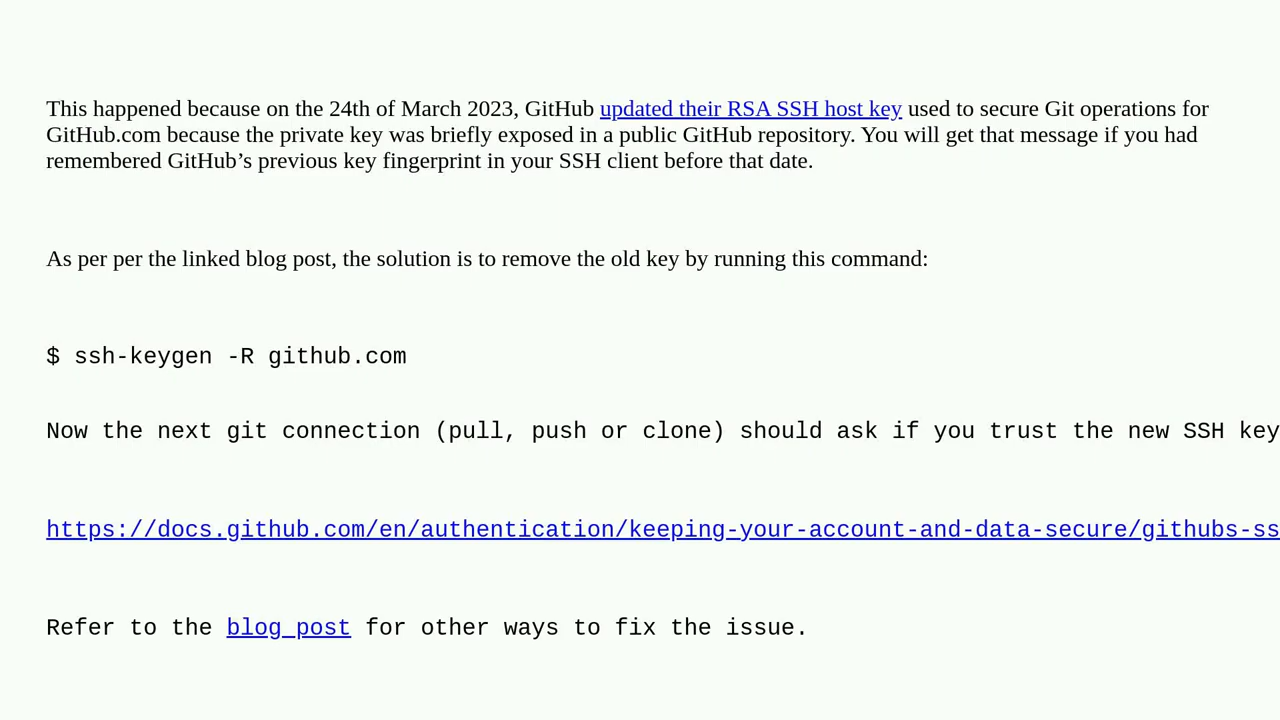 This happened because on the 24th of March 2023, GitHub updated their RSA SSH host key used to secure Git operations for
GitHub.com because the private key was briefly exposed in a public GitHub repository. You will get that message if you had
remembered GitHub’s previous key fingerprint in your SSH client before that date.
As per per the linked blog post, the solution is to remove the old key by running this command:
$ ssh-keygen -R github.com
Now the next git connection (pull, push or clone) should ask if you trust the new SSH key
https://docs.github.com/en/authentication/keeping-your-account-and-data-secure/githubs-ss
Refer to the blog post for other ways to fix the issue.